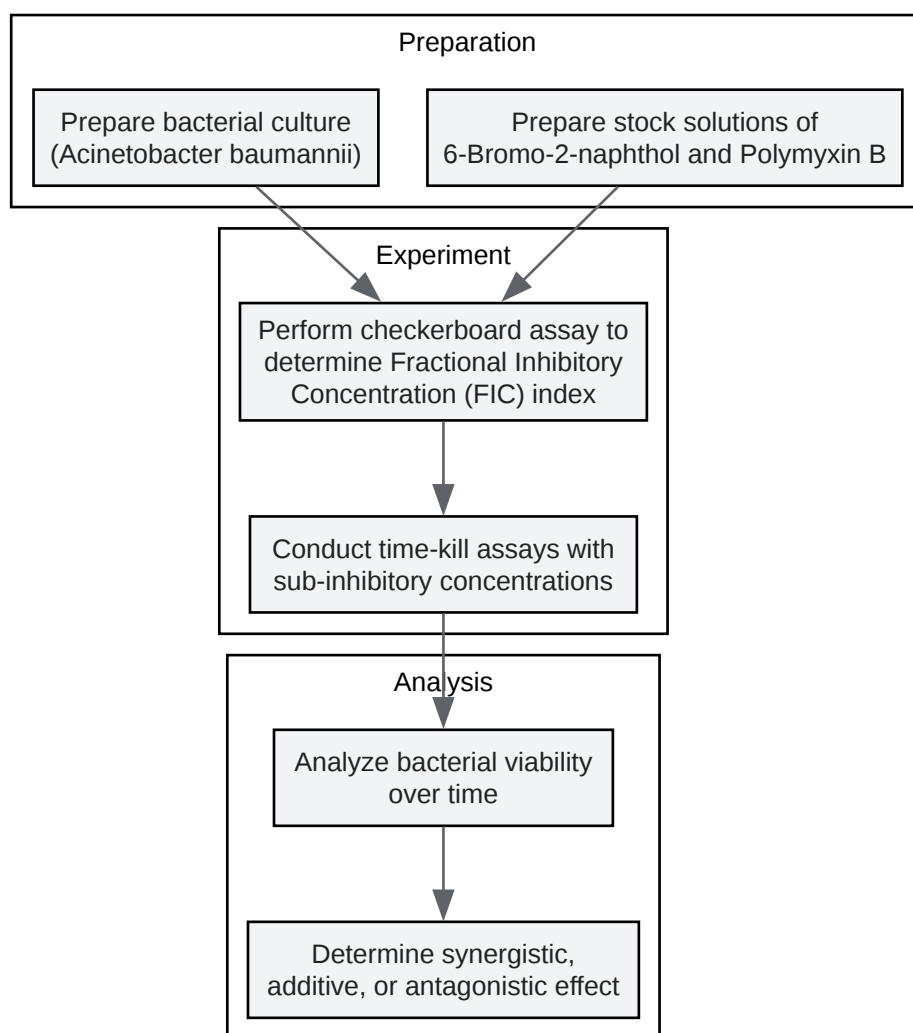 Preparation
Prepare bacterial culture
(Acinetobacter baumannii)
Prepare stock solutions of
6-Bromo-2-naphthol and Polymyxin B
Experiment
Perform checkerboard assay to
determine Fractional Inhibitory
Concentration (FIC) index
Conduct time-kill assays with
sub-inhibitory concentrations
Analysis
Analyze bacterial viability
over time
Determine synergistic,
additive, or antagonistic effect